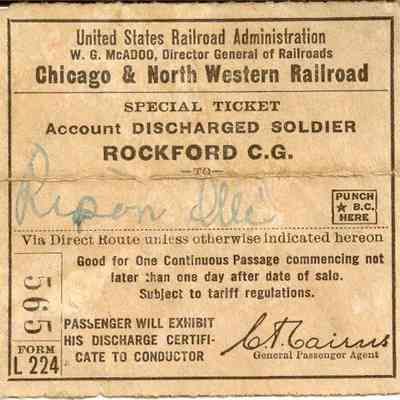 United States Railroad Administration
W. G. McADOO, Director General of Railroads
Chicago & North Western Railroad
SPECIAL TICKET
Account DISCHARGED SOLDIER
ROCKFORD C.G.
—TO—
Ripon
PUNCH
★ B.C.
HERE
Via Direct Route unless otherwise indicated hereon
Good for One Continuous Passage commencing not
later than one day after date of sale.
Subject to tariff regulations.
565
FORM
L 224
PASSENGER WILL EXHIBIT
HIS DISCHARGE CERTIFI-
CATE TO CONDUCTOR
C. A. Cairns
General Passenger Agent